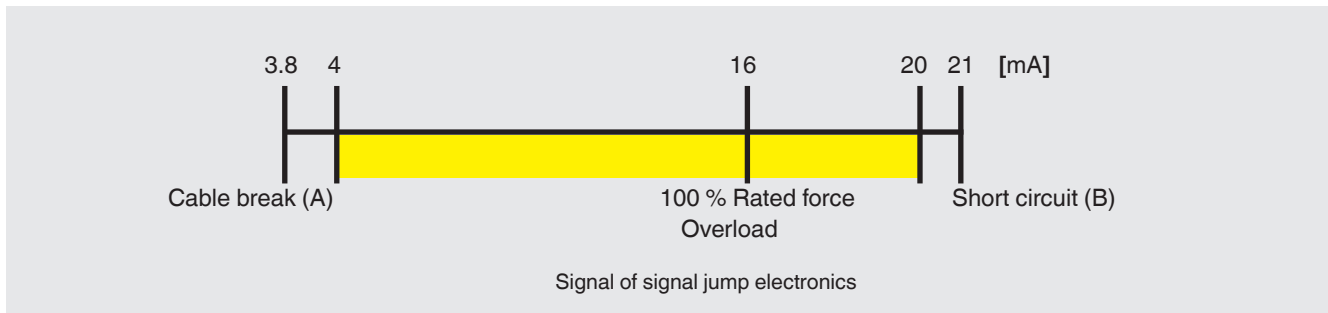 3.8 4 16 20 21 [mA]
Cable break (A) 100 % Rated force Short circuit (B)
Overload
Signal of signal jump electronics